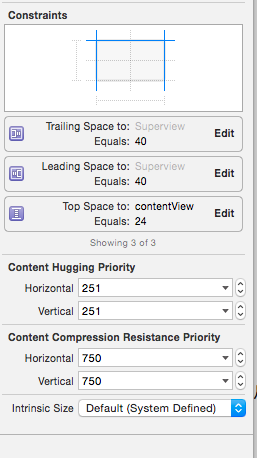 Constraints
Trailing Space to: Superview
Equals: 40
Edit
Leading Space to: Superview
Equals: 40
Edit
Top Space to: contentView
Equals: 24
Edit
Showing 3 of 3
Content Hugging Priority
Horizontal 251
Vertical 251
Content Compression Resistance Priority
Horizontal 750
Vertical 750
Intrinsic Size Default (System Defined)